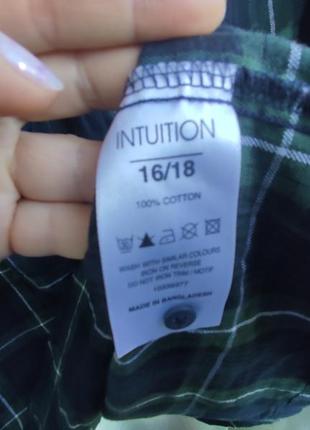 INTUITION
16/18
100% COTTON
WASH WITH SIMILAR COLOURS
IRON ON REVERSE
DO NOT IRON TRIM / MOTIF
MADE IN BANGLADESH